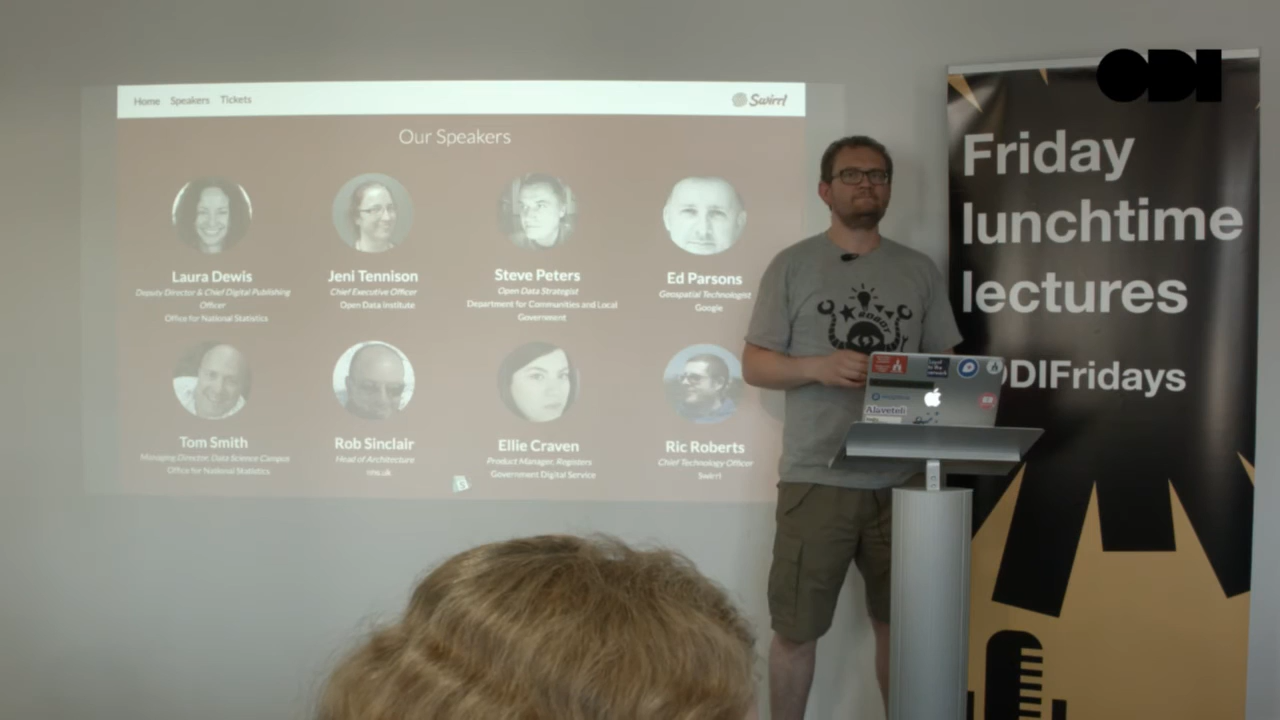 Home Speakers Tickets
Swirrl
Our Speakers
Laura Dewis
Deputy Director & Chief Digital Publishing
Officer
Office for National Statistics
Jeni Tennison
Chief Executive Officer
Open Data Institute
Steve Peters
Open Data Strategist
Department for Communities and Local
Government
Ed Parsons
Geospatial Technologist
Google
Tom Smith
Managing Director, Data Science Campus
Office for National Statistics
Rob Sinclair
Head of Architecture
Ellie Craven
Product Manager, Registers
Government Digital Service
Ric Roberts
Chief Technology Officer
Swirrl
ROBOT
Alaveteli
ODI
Friday
lunchtime
lectures
DIFridays